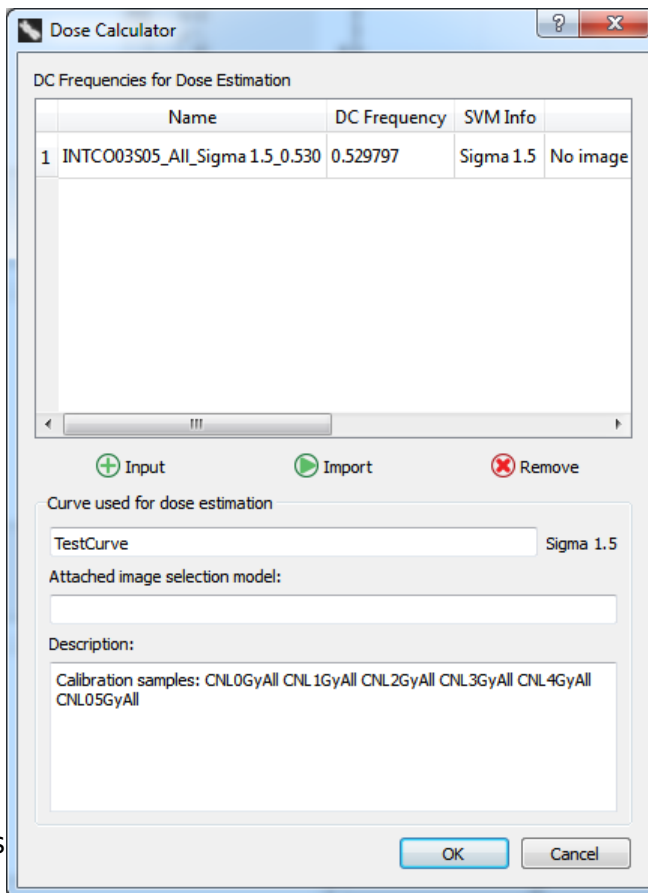 Dose Calculator
DC Frequencies for Dose Estimation
Name DC Frequency SVM Info
1 INTCO03S05_All_Sigma 1.5_0.530 0.529797 Sigma 1.5 No image
Input Import Remove
Curve used for dose estimation
TestCurve Sigma 1.5
Attached image selection model:
Description:
Calibration samples: CNL0GyAll CNL1GyAll CNL2GyAll CNL3GyAll CNL4GyAll
CNL05GyAll
s
OK Cancel